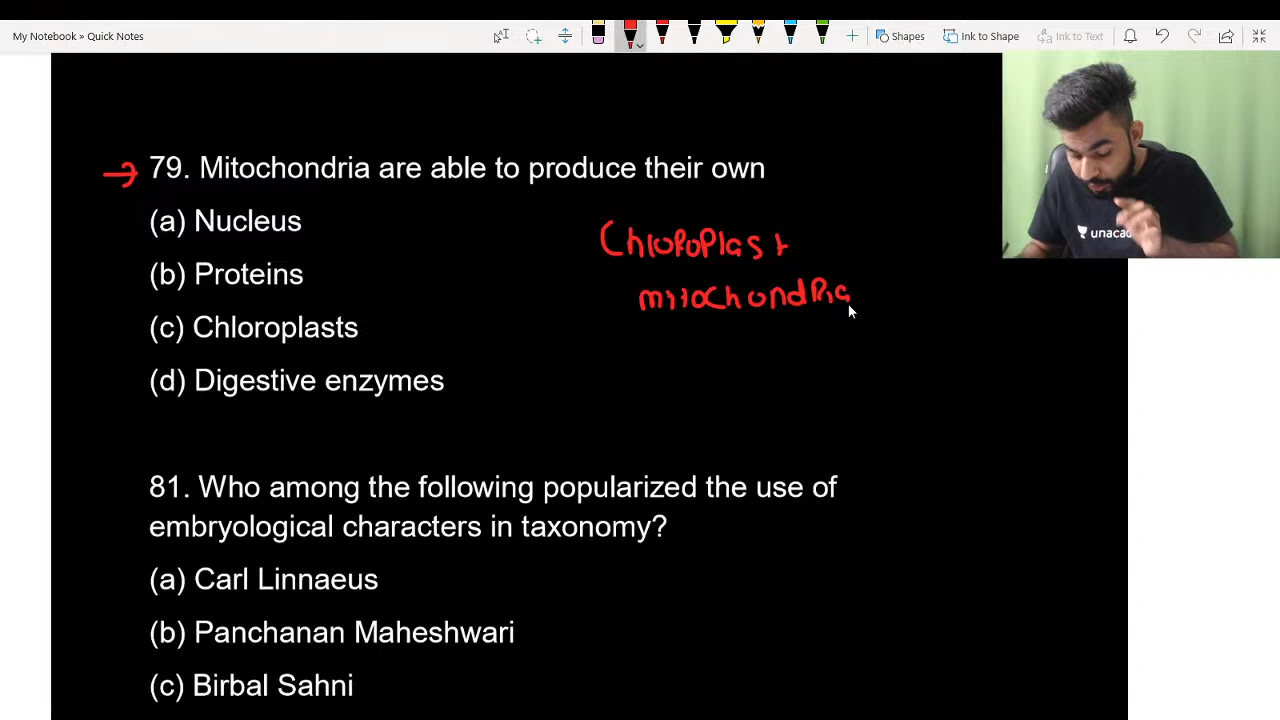 My Notebook » Quick Notes
Shapes
Ink to Shape
Ink to Text
79. Mitochondria are able to produce their own
(a) Nucleus
(b) Proteins
(c) Chloroplasts
(d) Digestive enzymes
Chloroplast
mitochondria
unaca
81. Who among the following popularized the use of
embryological characters in taxonomy?
(a) Carl Linnaeus
(b) Panchanan Maheshwari
(c) Birbal Sahni